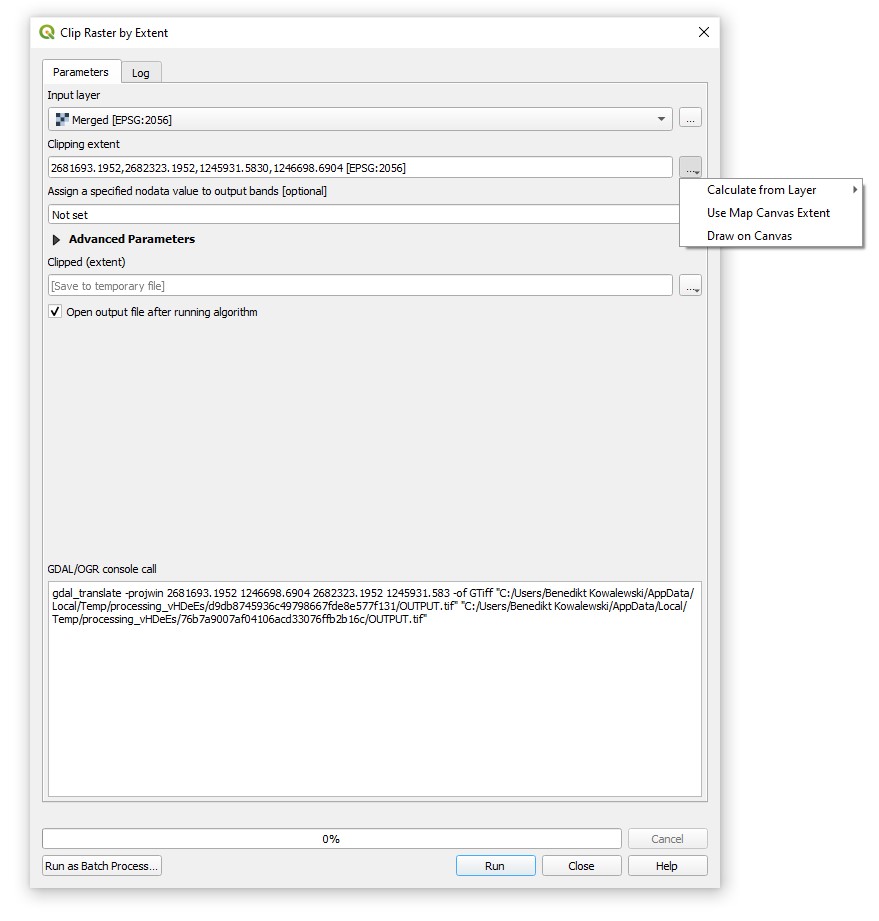 Clip Raster by Extent
Parameters
Log
Input layer
Merged [EPSG:2056]
...
Clipping extent
2681693.1952,2682323.1952,1245931.5830,1246698.6904 [EPSG:2056]
...
Calculate from Layer
Use Map Canvas Extent
Draw on Canvas
Assign a specified nodata value to output bands [optional]
Not set
Advanced Parameters
Clipped (extent)
[Save to temporary file]
...
Open output file after running algorithm
GDAL/OGR console call
gdal_translate -projwin 2681693.1952 1246698.6904 2682323.1952 1245931.583 -of GTiff "C:/Users/Benedikt Kowalewski/AppData/
Local/Temp/processing_vHDeEs/d9db8745936c49798667fde8e577f131/OUTPUT.tif" "C:/Users/Benedikt Kowalewski/AppData/Local/
Temp/processing_vHDeEs/76b7a9007af04106acd33076ffb2b16c/OUTPUT.tif"
0%
Cancel
Run as Batch Process...
Run
Close
Help